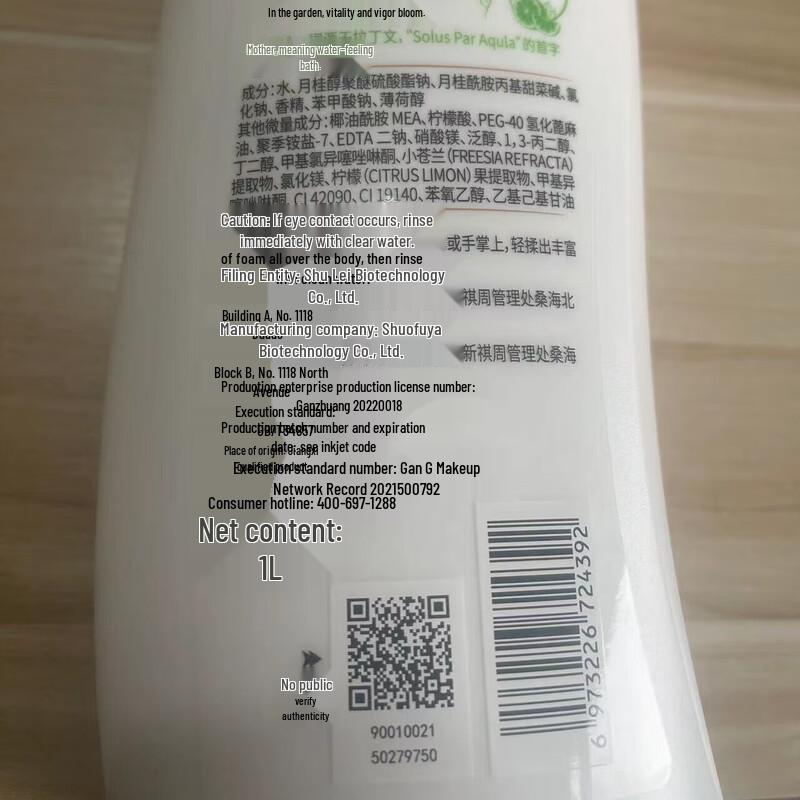 In the garden, vitality and vigor bloom.
拉丁文，“Solus Par Aqula”的首字
Mother, meaning water-feeling
bath.
成分：水、月桂醇聚醚硫酸酯钠、月桂酰胺丙基甜菜碱、氯
化钠、香精、苯甲酸钠、薄荷醇
其他微量成分：椰油酰胺 MEA、柠檬酸、PEG-40 氢化蓖麻
油、聚季铵盐-7、EDTA 二钠、硝酸镁、泛醇、1,3-丙二醇、
丁二醇、甲基氯异噻唑啉酮、小苍兰（FREESIA REFRACTA）
提取物、氯化镁、柠檬（CITRUS LIMON）果提取物、甲基异
噻唑啉酮、CI 42090、CI 19140、苯氧乙醇、乙基己基甘油
Caution: If eye contact occurs, rinse
immediately with clear water.
或手掌上，轻揉出丰富
of foam all over the body, then rinse
Filing Entity: Shu Lei Biotechnology
Co., Ltd.
祺周管理处桑海北
Building A, No. 1118
Manufacturing company: Shuofuya
Biotechnology Co., Ltd.
新祺周管理处桑海
Block B, No. 1118 North
Avenue
Production enterprise production license number:
Ganzhuang 20220018
Execution standard:
Production batch number and expiration
date: see inkjet code
Place of origin: Jiangxi
qualified product
Execution standard number: Gan G Makeup
Network Record 2021500792
Consumer hotline: 400-697-1288
Net content:
1L
No public
verify
authenticity
90010021
50279750
6 973226 724392